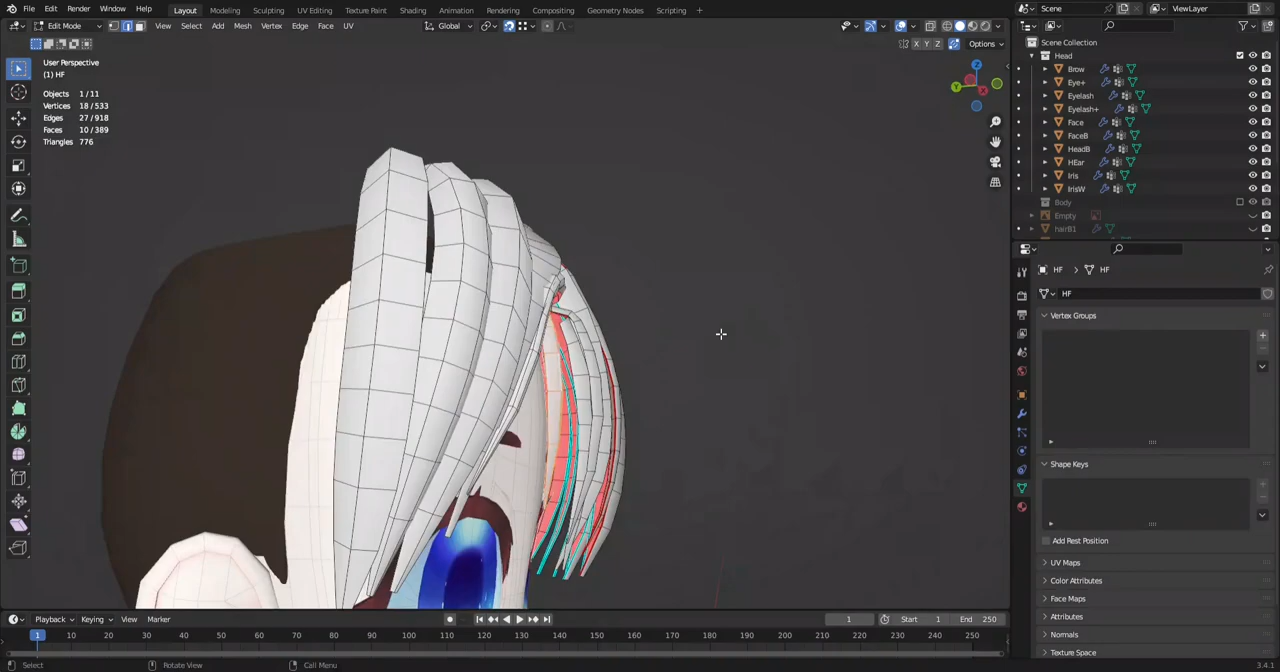 File Edit Render Window Help Layout Modeling Sculpting UV Editing Texture Paint Shading Animation Rendering Compositing Geometry Nodes Scripting + Scene ViewLayer
Edit Mode View Select Add Mesh Vertex Edge Face UV Global X Y Z Options
User Perspective
(1) HF
Objects 1/11
Vertices 18/533
Edges 27/918
Faces 10/389
Triangles 776
Z
Y
X
Scene Collection
Head
Brow
Eye+
Eyelash
Eyelash+
Face
FaceB
HeadB
HEar
Iris
IrisW
Body
Empty
hairB1
HF > HF
HF
Vertex Groups
Shape Keys
Add Rest Position
UV Maps
Color Attributes
Face Maps
Attributes
Normals
Texture Space
Playback Keying View Marker 1 Start 1 End 250
1 10 20 30 40 50 60 70 80 90 100 110 120 130 140 150 160 170 180 190 200 210 220 230 240 250
Select Rotate View Call Menu 3.4.1